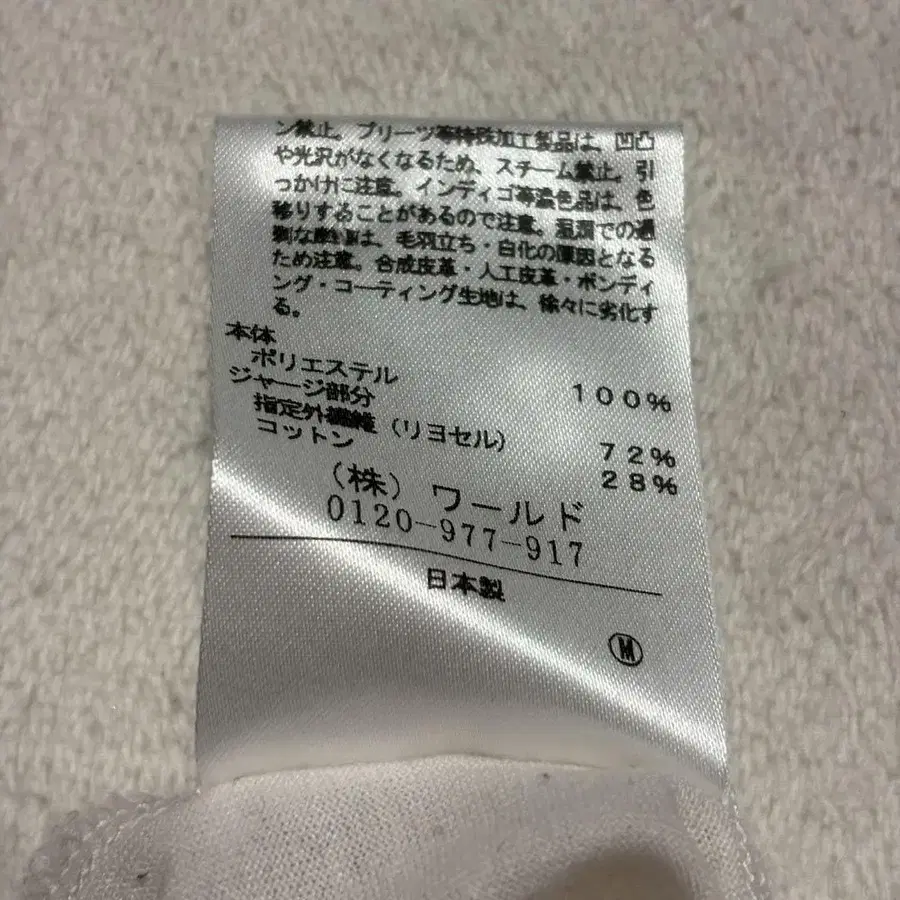 ン禁止。プリーツ等特殊加工製品は、凹凸
や光沢がなくなるため、スチーム禁止。引
っかけに注意。インディゴ等濃色品は、色
移りすることがあるので注意。湿潤での過
剰な摩擦は、毛羽立ち・白化の原因となる
ため注意。合成皮革・人工皮革・ボンディ
ング・コーティング生地は、徐々に劣化す
る。
本体
ポリエステル 100%
ジャージ部分
指定外繊維（リヨセル） 72%
コットン 28%
（株）ワールド
0120-977-917
日本製
M